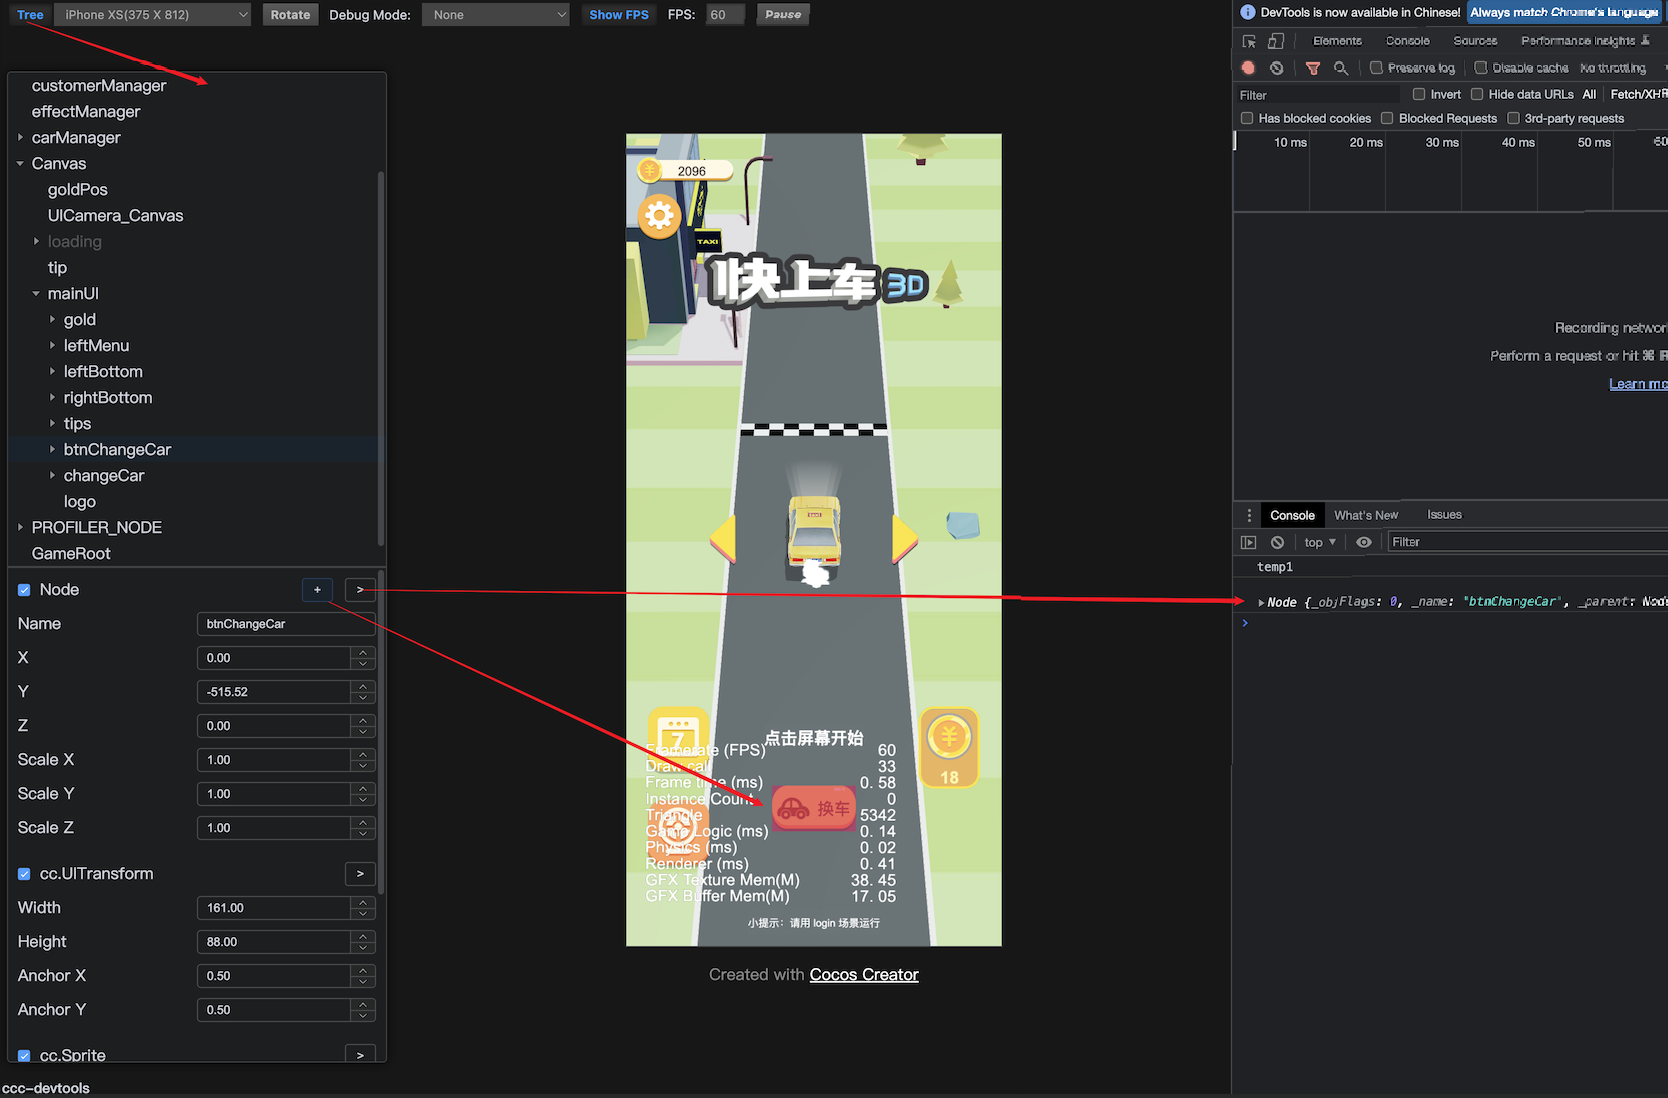 Tree
iPhone XS(375 X 812)
Rotate
Debug Mode:
None
Show FPS
FPS:
60
Pause
customerManager
effectManager
carManager
Canvas
goldPos
UICamera_Canvas
loading
tip
mainUI
gold
leftMenu
leftBottom
rightBottom
tips
btnChangeCar
changeCar
logo
PROFILER_NODE
GameRoot
Node
+
>
Name
btnChangeCar
X
0.00
Y
-515.52
Z
0.00
Scale X
1.00
Scale Y
1.00
Scale Z
1.00
cc.UITransform
>
Width
161.00
Height
88.00
Anchor X
0.50
Anchor Y
0.50
cc.Sprite
>
ccc-devtools
2096
TAXI
快上车 3D
7
点击屏幕开始
18
换车
Framerate (FPS) 60
Draw call 33
Frame time (ms) 0.58
Instance Count 0
Triangle 5342
Game Logic (ms) 0.14
Physics (ms) 0.02
Renderer (ms) 0.41
GFX Texture Mem(M) 38.45
GFX Buffer Mem(M) 17.05
小提示：请用 login 场景运行
Created with Cocos Creator
DevTools is now available in Chinese!
Always match Chrome's language
Elements
Console
Sources
Performance insights
Preserve log
Disable cache
No throttling
Filter
Invert
Hide data URLs
All
Fetch/XHR
Has blocked cookies
Blocked Requests
3rd-party requests
10 ms
20 ms
30 ms
40 ms
50 ms
60
Recording networ
Perform a request or hit ⌘ R
Learn mo
Console
What's New
Issues
top
Filter
temp1
Node {_objFlags: 0, _name: "btnChangeCar", _parent: Nod